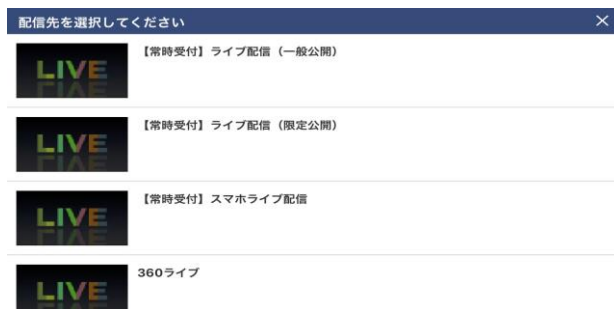 配信先を選択してください
LIVE
【常時受付】ライブ配信（一般公開）
LIVE
【常時受付】ライブ配信（限定公開）
LIVE
【常時受付】スマホライブ配信
LIVE
360ライブ